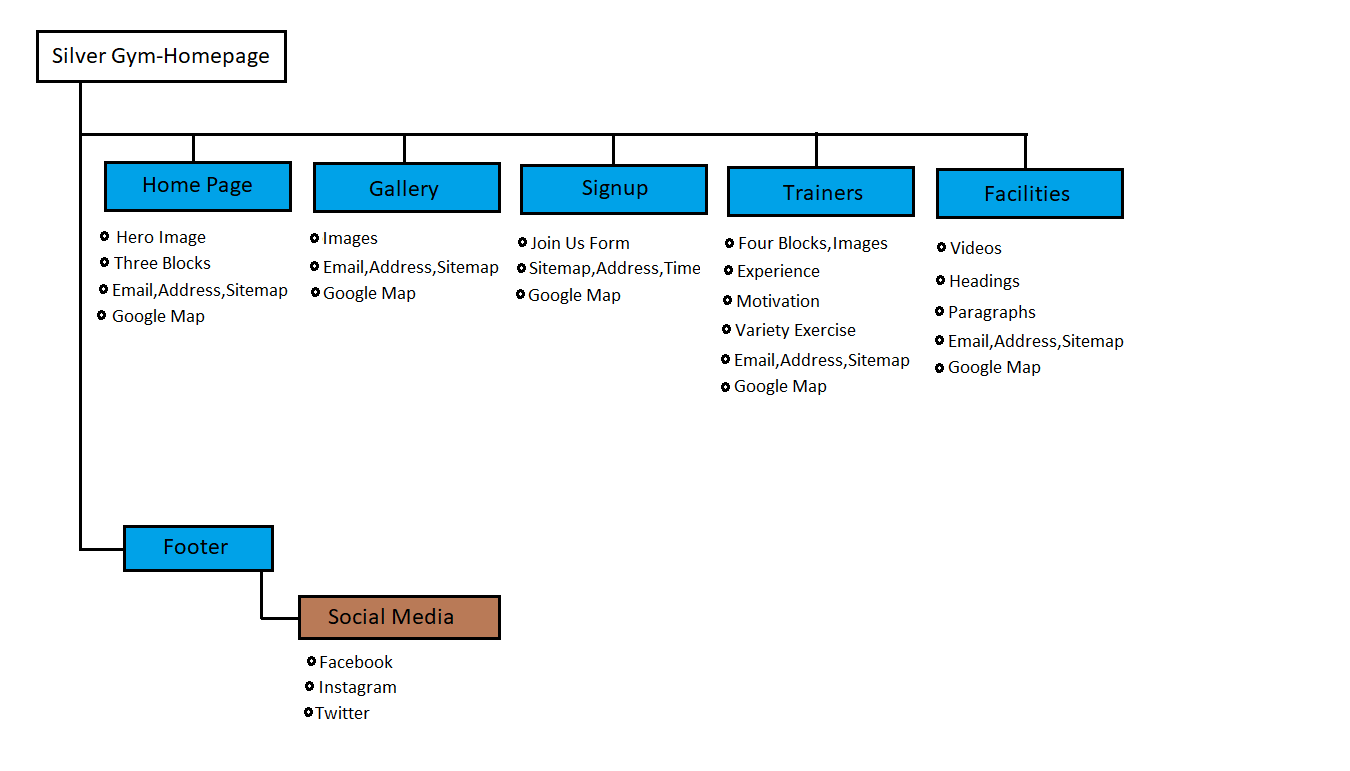 Silver Gym-Homepage
Home Page
Hero Image
Three Blocks
Email,Address,Sitemap
Google Map
Gallery
Images
Email,Address,Sitemap
Google Map
Signup
Join Us Form
Sitemap,Address,Time
Google Map
Trainers
Four Blocks,Images
Experience
Motivation
Variety Exercise
Email,Address,Sitemap
Google Map
Facilities
Videos
Headings
Paragraphs
Email,Address,Sitemap
Google Map
Footer
Social Media
Facebook
Instagram
Twitter